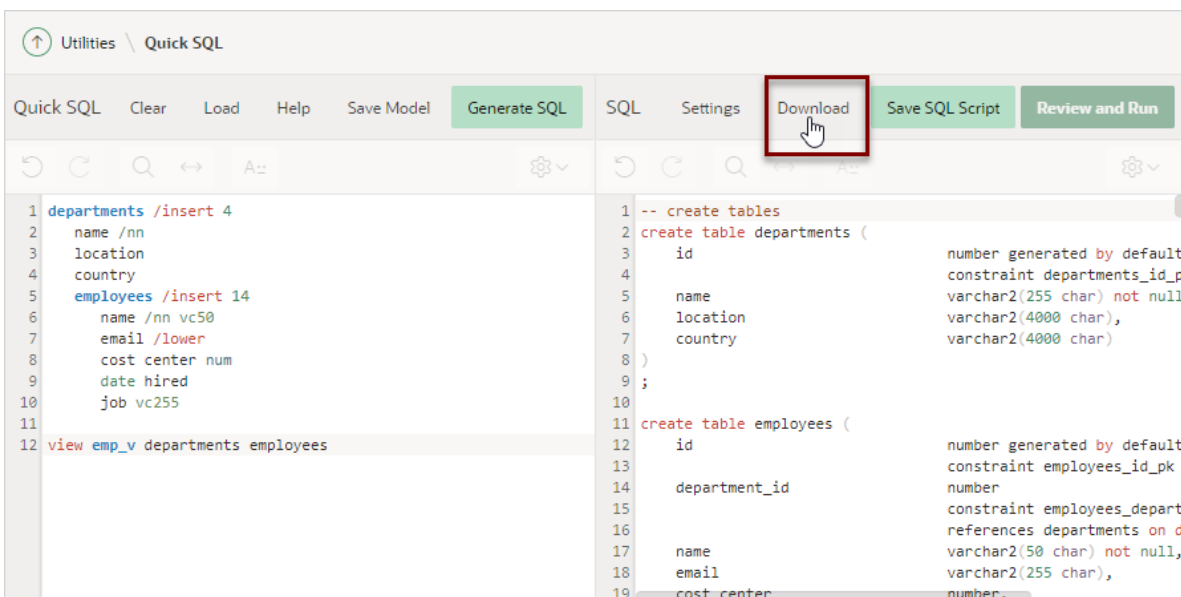 Utilities \ Quick SQL
Quick SQL Clear Load Help Save Model Generate SQL
SQL Settings Download Save SQL Script Review and Run
A
A
1 departments /insert 4
2 name /nn
3 location
4 country
5 employees /insert 14
6 name /nn vc50
7 email /lower
8 cost center num
9 date hired
10 job vc255
11
12 view emp_v departments employees
1 -- create tables
2 create table departments (
3 id number generated by default
4 constraint departments_id_p
5 name varchar2(255 char) not null
6 location varchar2(4000 char),
7 country varchar2(4000 char)
8 )
9 ;
10
11 create table employees (
12 id number generated by default
13 constraint employees_id_pk
14 department_id number
15 constraint employees_depart
16 references departments on d
17 name varchar2(50 char) not null,
18 email varchar2(255 char),
19 cost center number,